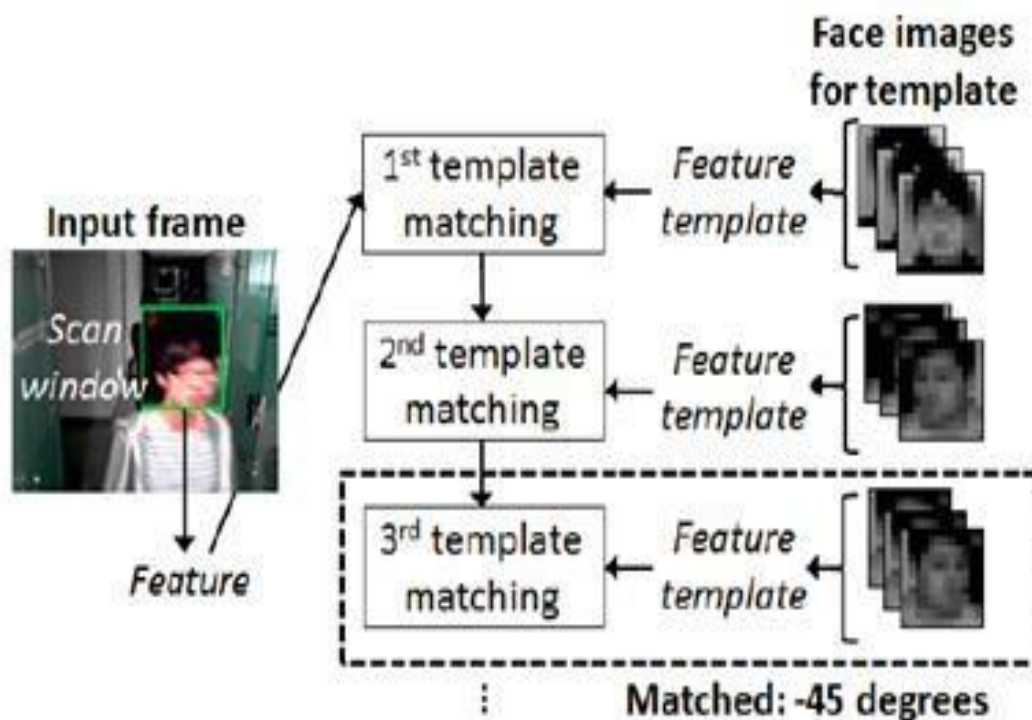 Face images
for template
1st template
matching
Feature
template
Input frame
Scan
window
2nd template
matching
Feature
template
3rd template
matching
Feature
template
Feature
⋮
Matched: -45 degrees